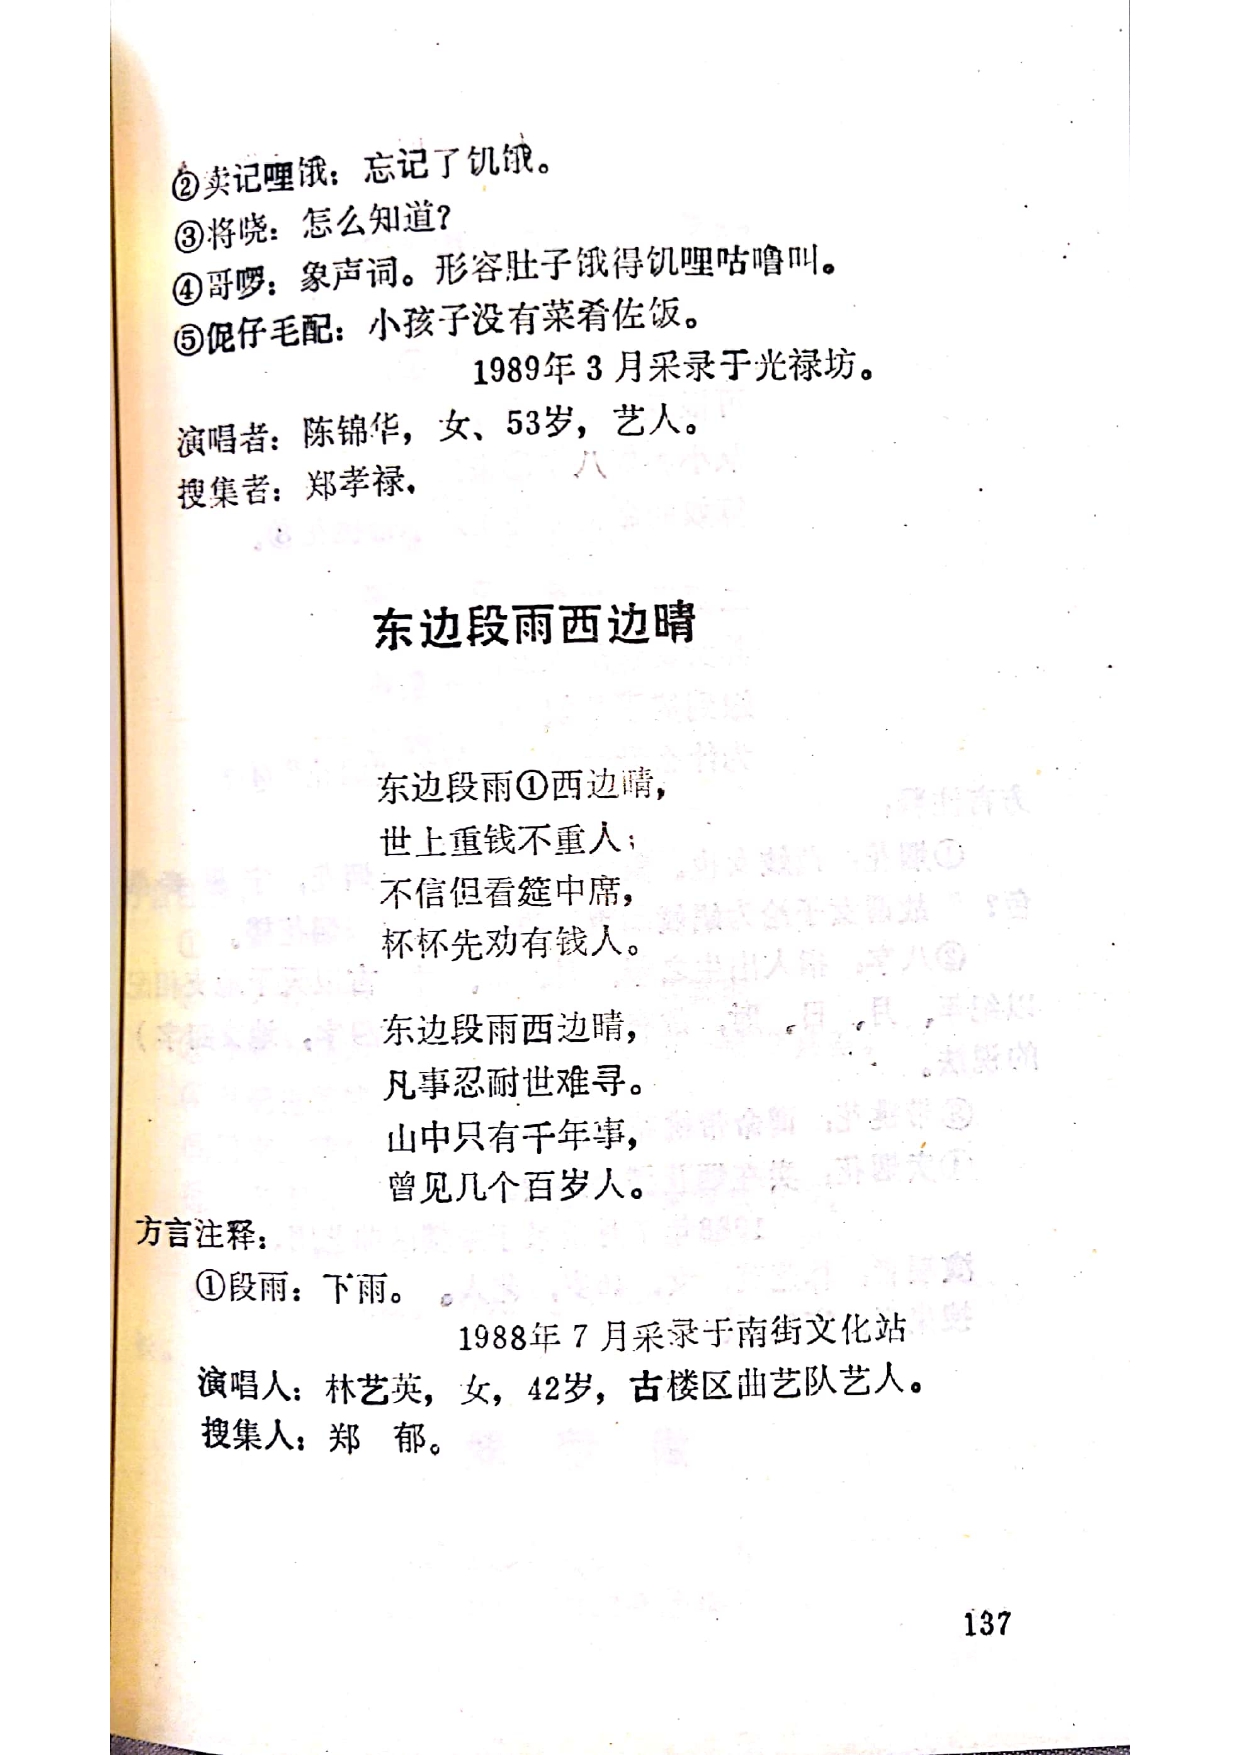 ②卖记哩饿：忘记了饥饿。
③将晓：怎么知道？
④哥啰：象声词。形容肚子饿得饥哩咕噜叫。
⑤伲仔毛配：小孩子没有菜肴佐饭。
1989年3月采录于光禄坊。
演唱者：陈锦华，女、53岁，艺人。
搜集者：郑孝禄．
东边段雨西边晴
东边段雨①西边晴，
世上重钱不重人；
不信但看筵中席，
杯杯先劝有钱人。
东边段雨西边晴，
凡事忍耐世难寻。
山中只有千年事，
曾见几个百岁人。
方言注释：
①段雨：下雨。
1988年7月采录于南街文化站
演唱人：林艺英，女，42岁，古楼区曲艺队艺人。
搜集人：郑　郁。
137